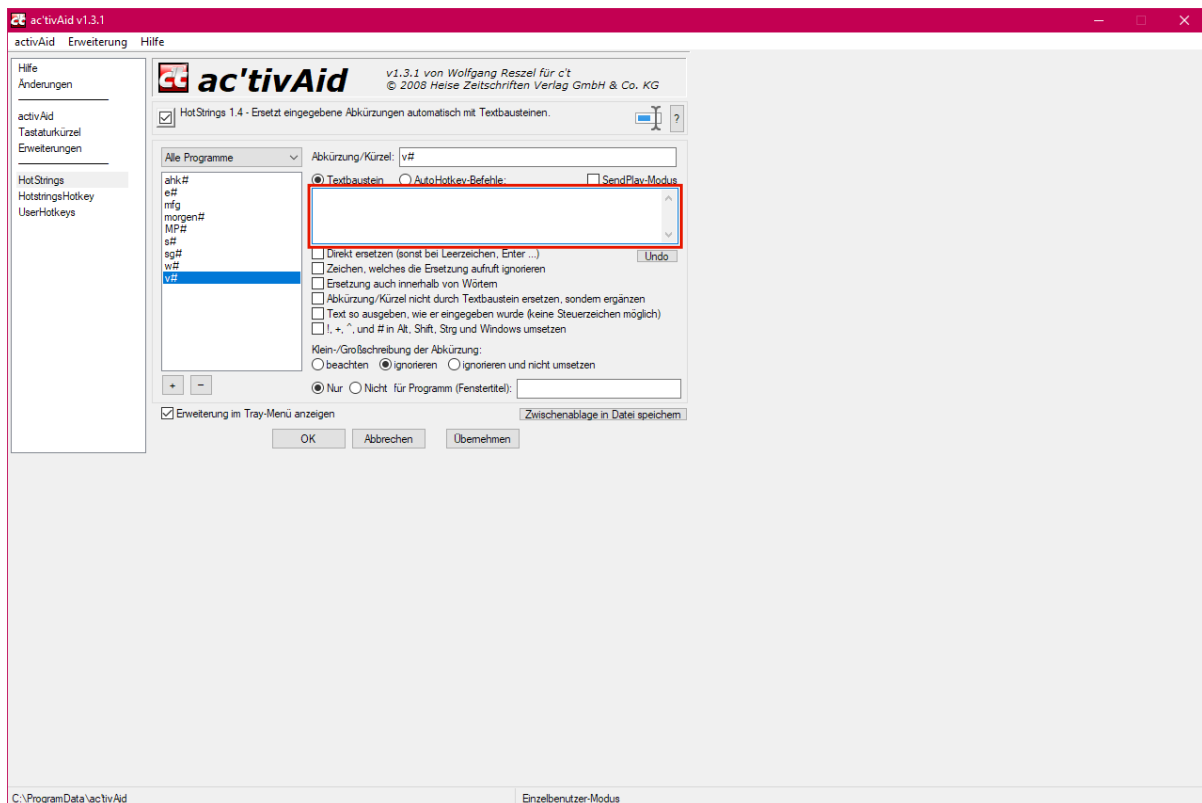 ac'tivAid v1.3.1
activAid Erweiterung Hilfe
Hilfe
Änderungen
activAid
Tastaturkürzel
Erweiterungen
HotStrings
HotstringsHotkey
UserHotkeys
ct ac'tivAid
v1.3.1 von Wolfgang Reszel für c't
© 2008 Heise Zeitschriften Verlag GmbH & Co. KG
HotStrings 1.4 - Ersetzt eingegebene Abkürzungen automatisch mit Textbausteinen.
?
Alle Programme
Abkürzung/Kürzel: v#
ahk#
e#
mfg
morgen#
MP#
s#
sg#
w#
v#
Textbaustein AutoHotkey-Befehle: SendPlay-Modus
Direkt ersetzen (sonst bei Leerzeichen, Enter ...)
Undo
Zeichen, welches die Ersetzung aufruft ignorieren
Ersetzung auch innerhalb von Wörtern
Abkürzung/Kürzel nicht durch Textbaustein ersetzen, sondern ergänzen
Text so ausgeben, wie er eingegeben wurde (keine Steuerzeichen möglich)
!, +, ^, und # in Alt, Shift, Strg und Windows umsetzen
Klein-/Großschreibung der Abkürzung:
beachten ignorieren ignorieren und nicht umsetzen
+ −
Nur Nicht für Programm (Fenstertitel):
Erweiterung im Tray-Menü anzeigen
Zwischenablage in Datei speichern
OK Abbrechen Übernehmen
C:\ProgramData\ac'tivAid
Einzelbenutzer-Modus